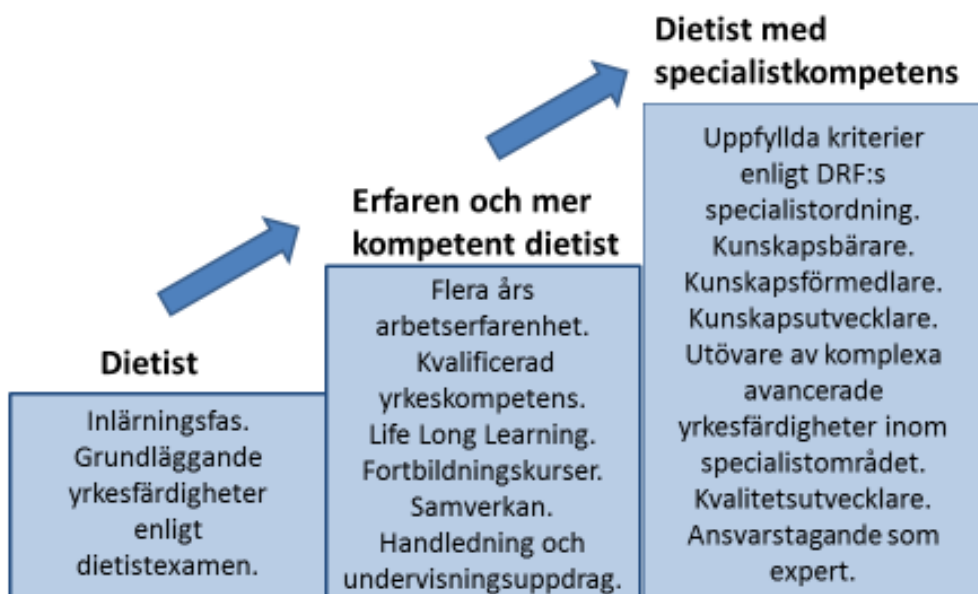 Dietist
Inlärningsfas.
Grundläggande
yrkesfärdigheter
enligt
dietistexamen.
Erfaren och mer
kompetent dietist
Flera års
arbetserfarenhet.
Kvalificerad
yrkeskompetens.
Life Long Learning.
Fortbildningskurser.
Samverkan.
Handledning och
undervisningsuppdrag.
Dietist med
specialistkompetens
Uppfyllda kriterier
enligt DRF:s
specialistordning.
Kunskapsbärare.
Kunskapsförmedlare.
Kunskapsutvecklare.
Utövare av komplexa
avancerade
yrkesfärdigheter inom
specialistområdet.
Kvalitetsutvecklare.
Ansvarstagande som
expert.